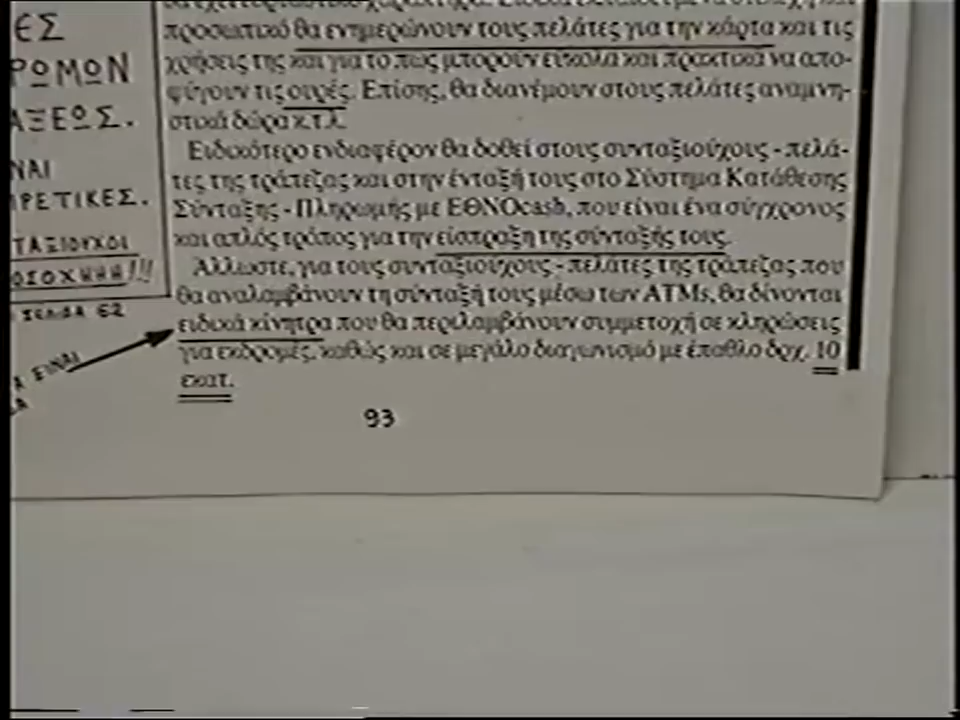 προσωπικό θα ενημερώνουν τους πελάτες για την κάρτα και τις
χρήσεις της και για το πώς μπορούν εύκολα και πρακτικά να απο-
φύγουν τις ουρές. Επίσης, θα διανέμουν στους πελάτες αναμνη-
στικά δώρα κ.τ.λ.
Ειδικότερο ενδιαφέρον θα δοθεί στους συνταξιούχους - πελά-
τες της τράπεζας και στην ένταξή τους στο Σύστημα Κατάθεσης
Σύνταξης - Πληρωμής με ΕΘΝΟcash, που είναι ένα σύγχρονος
και απλός τρόπος για την είσπραξη της σύνταξής τους.
Άλλωστε, για τους συνταξιούχους - πελάτες της τράπεζας που
θα αναλαμβάνουν τη σύνταξή τους μέσω των ATMs, θα δίνονται
ειδικά κίνητρα που θα περιλαμβάνουν συμμετοχή σε κληρώσεις
για εκδρομές, καθώς και σε μεγάλο διαγωνισμό με έπαθλο δρχ. 10
εκατ.
93
ΕΣ
ΡΩΜΩΝ
ΑΞΕΩΣ.
ΝΑΙ
ΡΕΤΙΚΕΣ.
ΤΑΞΙΟΥΧΟΙ
ΟΣΟΧΗΗΗ!!!
ΣΕΛΙΔΑ 62
ΕΙΝΑΙ